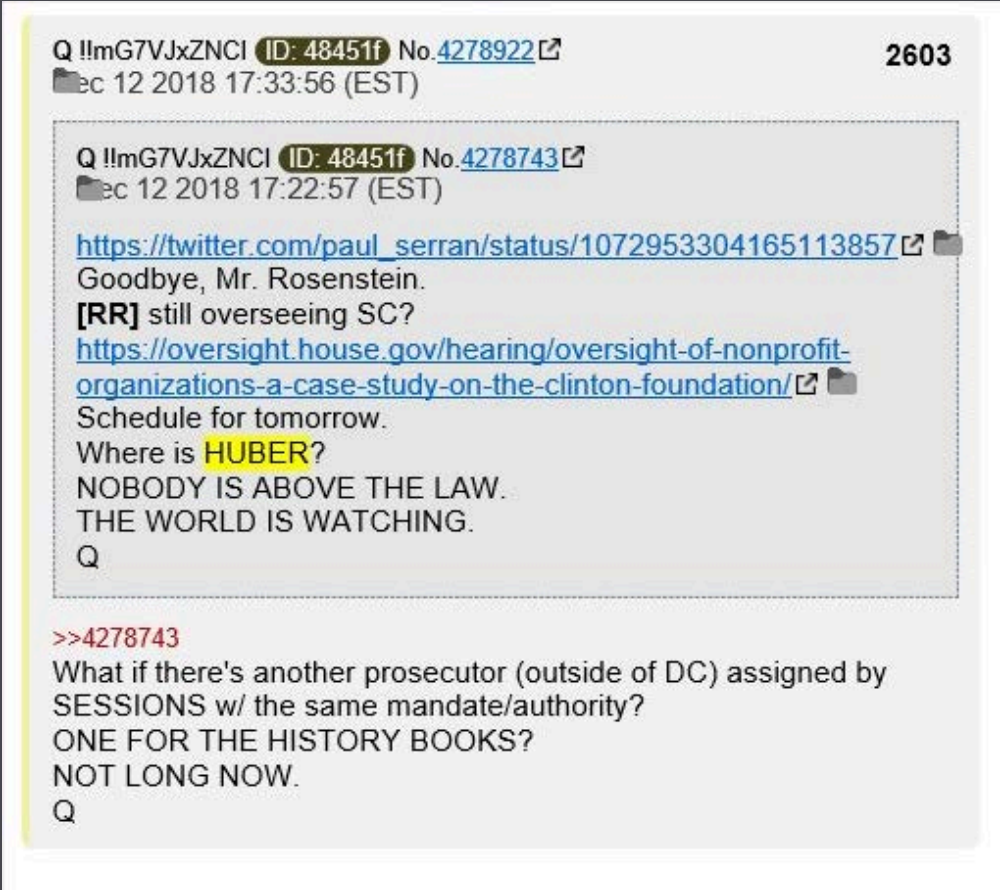 Q !!mG7VJxZNCI ID: 48451f No.4278922
2603
ec 12 2018 17:33:56 (EST)
Q !!mG7VJxZNCI ID: 48451f No.4278743
ec 12 2018 17:22:57 (EST)
https://twitter.com/paul_serran/status/1072953304165113857
Goodbye, Mr. Rosenstein.
[RR] still overseeing SC?
https://oversight.house.gov/hearing/oversight-of-nonprofit-
organizations-a-case-study-on-the-clinton-foundation/
Schedule for tomorrow.
Where is HUBER?
NOBODY IS ABOVE THE LAW.
THE WORLD IS WATCHING.
Q
>>4278743
What if there's another prosecutor (outside of DC) assigned by
SESSIONS w/ the same mandate/authority?
ONE FOR THE HISTORY BOOKS?
NOT LONG NOW.
Q